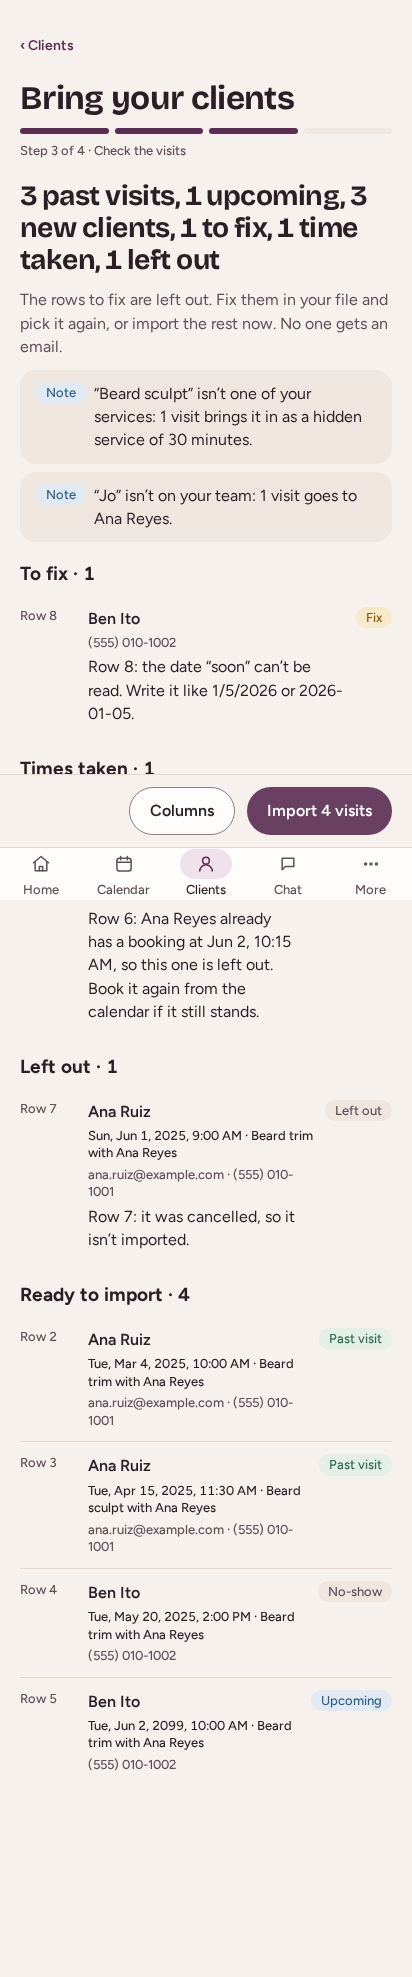 ‹ Clients
Bring your clients
Step 3 of 4 · Check the visits
3 past visits, 1 upcoming, 3
new clients, 1 to fix, 1 time
taken, 1 left out
The rows to fix are left out. Fix them in your file and
pick it again, or import the rest now. No one gets an
email.
Note
“Beard sculpt” isn’t one of your
services: 1 visit brings it in as a hidden
service of 30 minutes.
Note
“Jo” isn’t on your team: 1 visit goes to
Ana Reyes.
To fix · 1
Row 8
Ben Ito
Fix
(555) 010-1002
Row 8: the date “soon” can’t be
read. Write it like 1/5/2026 or 2026-
01-05.
Times taken · 1
Columns
Import 4 visits
Home
Calendar
Clients
Chat
More
Row 6: Ana Reyes already
has a booking at Jun 2, 10:15
AM, so this one is left out.
Book it again from the
calendar if it still stands.
Left out · 1
Row 7
Ana Ruiz
Left out
Sun, Jun 1, 2025, 9:00 AM · Beard trim
with Ana Reyes
ana.ruiz@example.com · (555) 010-
1001
Row 7: it was cancelled, so it
isn’t imported.
Ready to import · 4
Row 2
Ana Ruiz
Past visit
Tue, Mar 4, 2025, 10:00 AM · Beard
trim with Ana Reyes
ana.ruiz@example.com · (555) 010-
1001
Row 3
Ana Ruiz
Past visit
Tue, Apr 15, 2025, 11:30 AM · Beard
sculpt with Ana Reyes
ana.ruiz@example.com · (555) 010-
1001
Row 4
Ben Ito
No-show
Tue, May 20, 2025, 2:00 PM · Beard
trim with Ana Reyes
(555) 010-1002
Row 5
Ben Ito
Upcoming
Tue, Jun 2, 2099, 10:00 AM · Beard
trim with Ana Reyes
(555) 010-1002